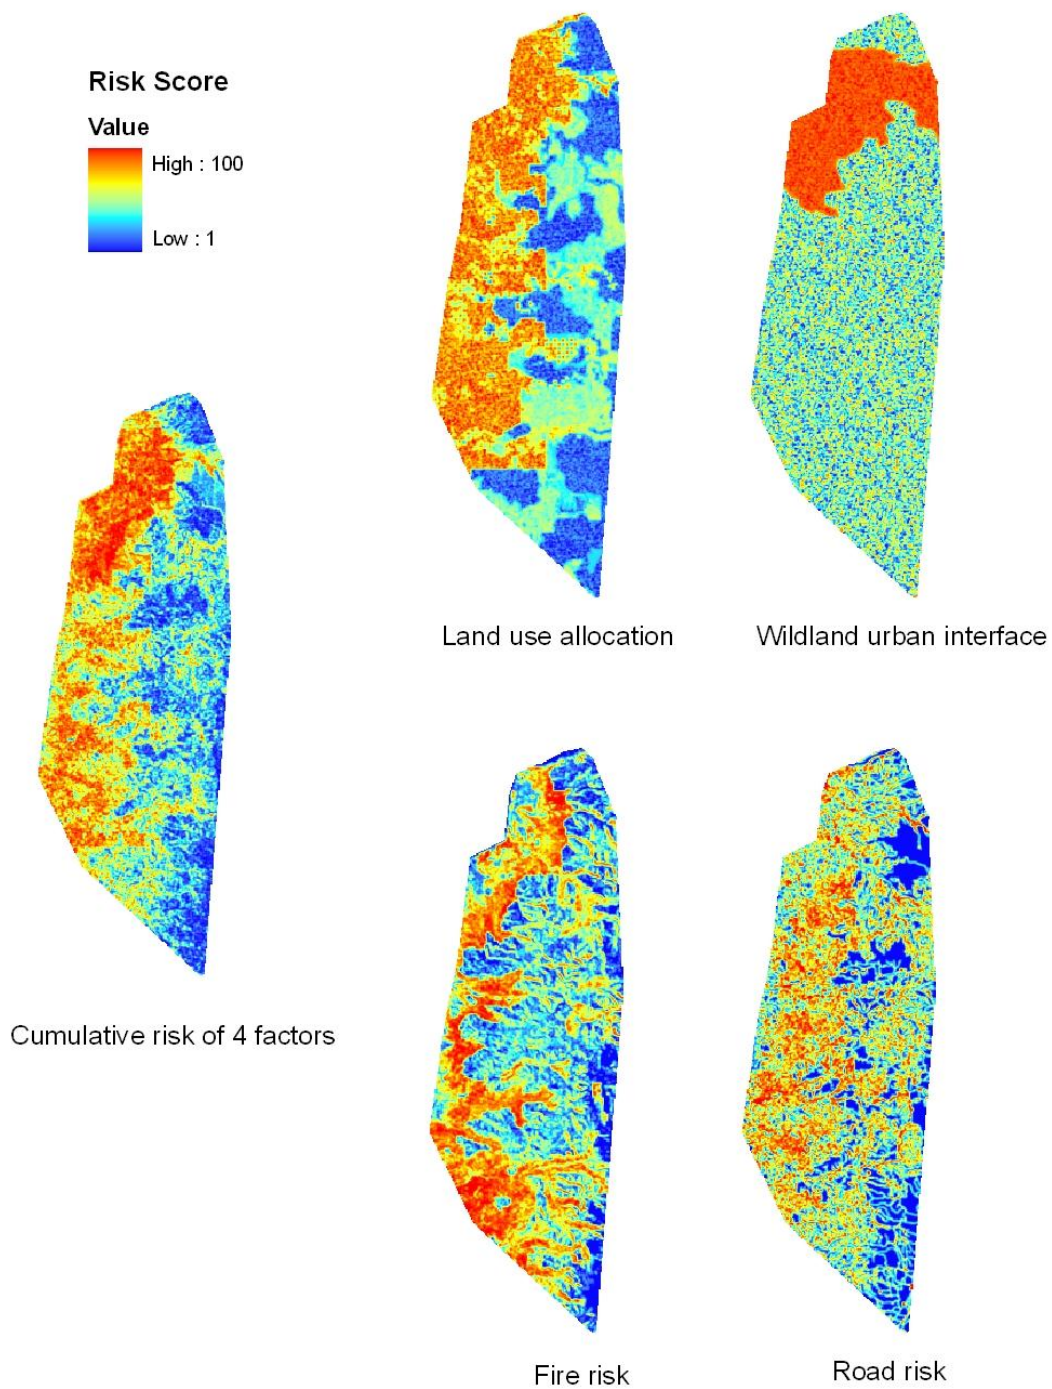 Risk Score
Value
High : 100
Low : 1
Land use allocation
Wildland urban interface
Cumulative risk of 4 factors
Fire risk
Road risk